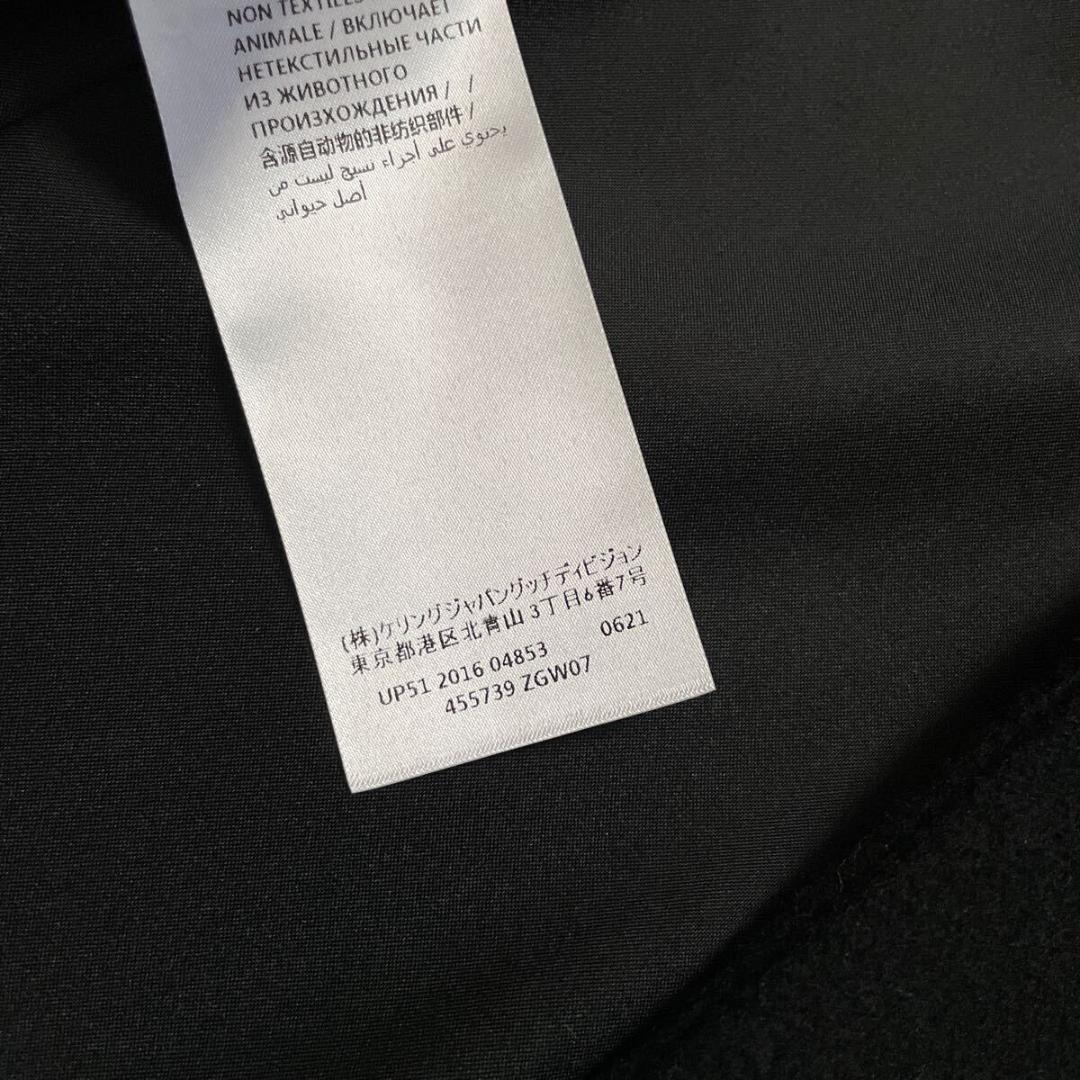 NON TEXTILES
ANIMALE / ВКЛЮЧАЕТ
НЕТЕКСТИЛЬНЫЕ ЧАСТИ
ИЗ ЖИВОТНОГО
ПРОИЗХОЖДЕНИЯ / /
含源自动物的非纺织部件 /
يحتوي على أجزاء نسيج ليست من
أصل حيواني
(株)ケリングジャパングッチディビジョン
東京都港区北青山 3丁目6番7号
UP51 2016 04853 0621
455739 ZGW07